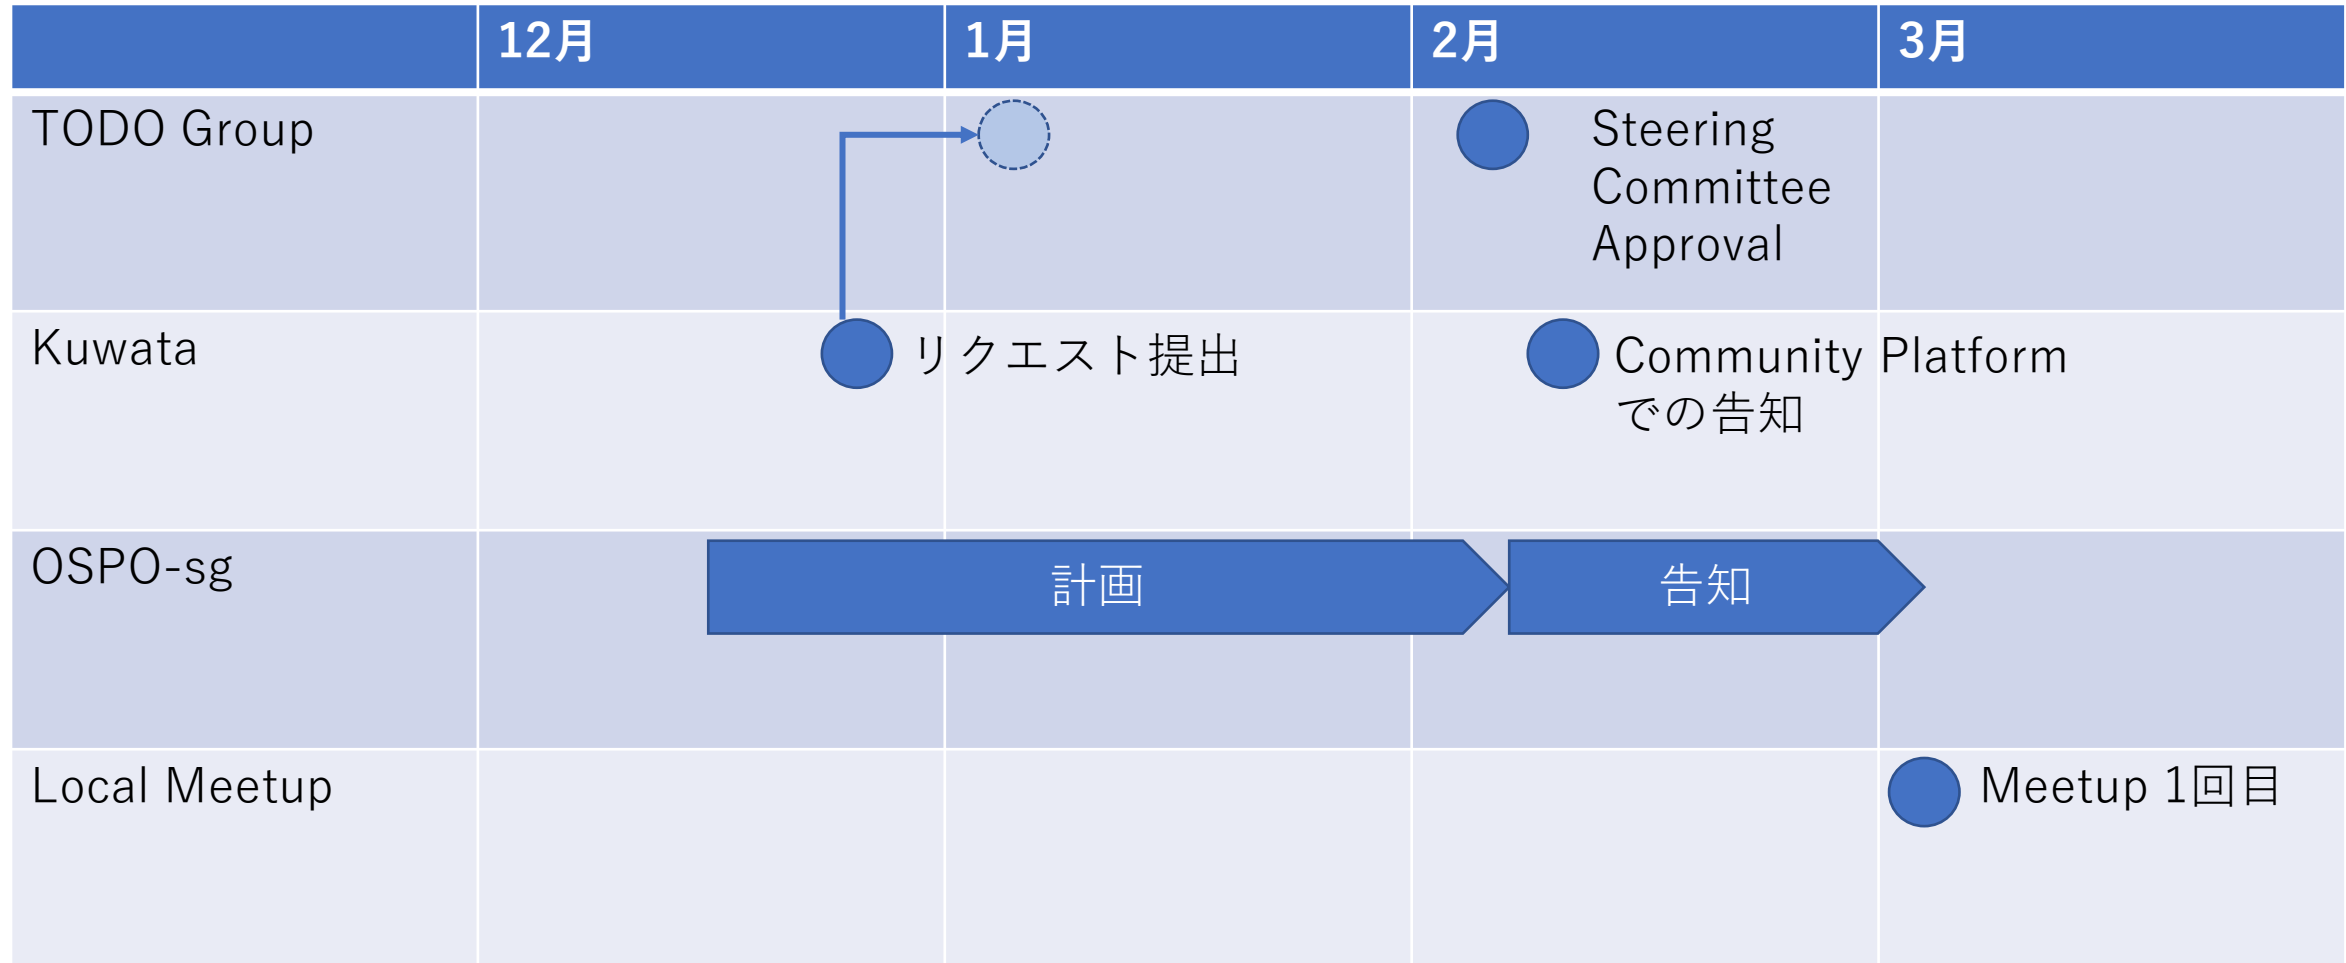 12月
1月
2月
3月
TODO Group
Steering
Committee
Approval
Kuwata
リクエスト提出
Community Platform
での告知
OSPO-sg
計画
告知
Local Meetup
Meetup 1回目